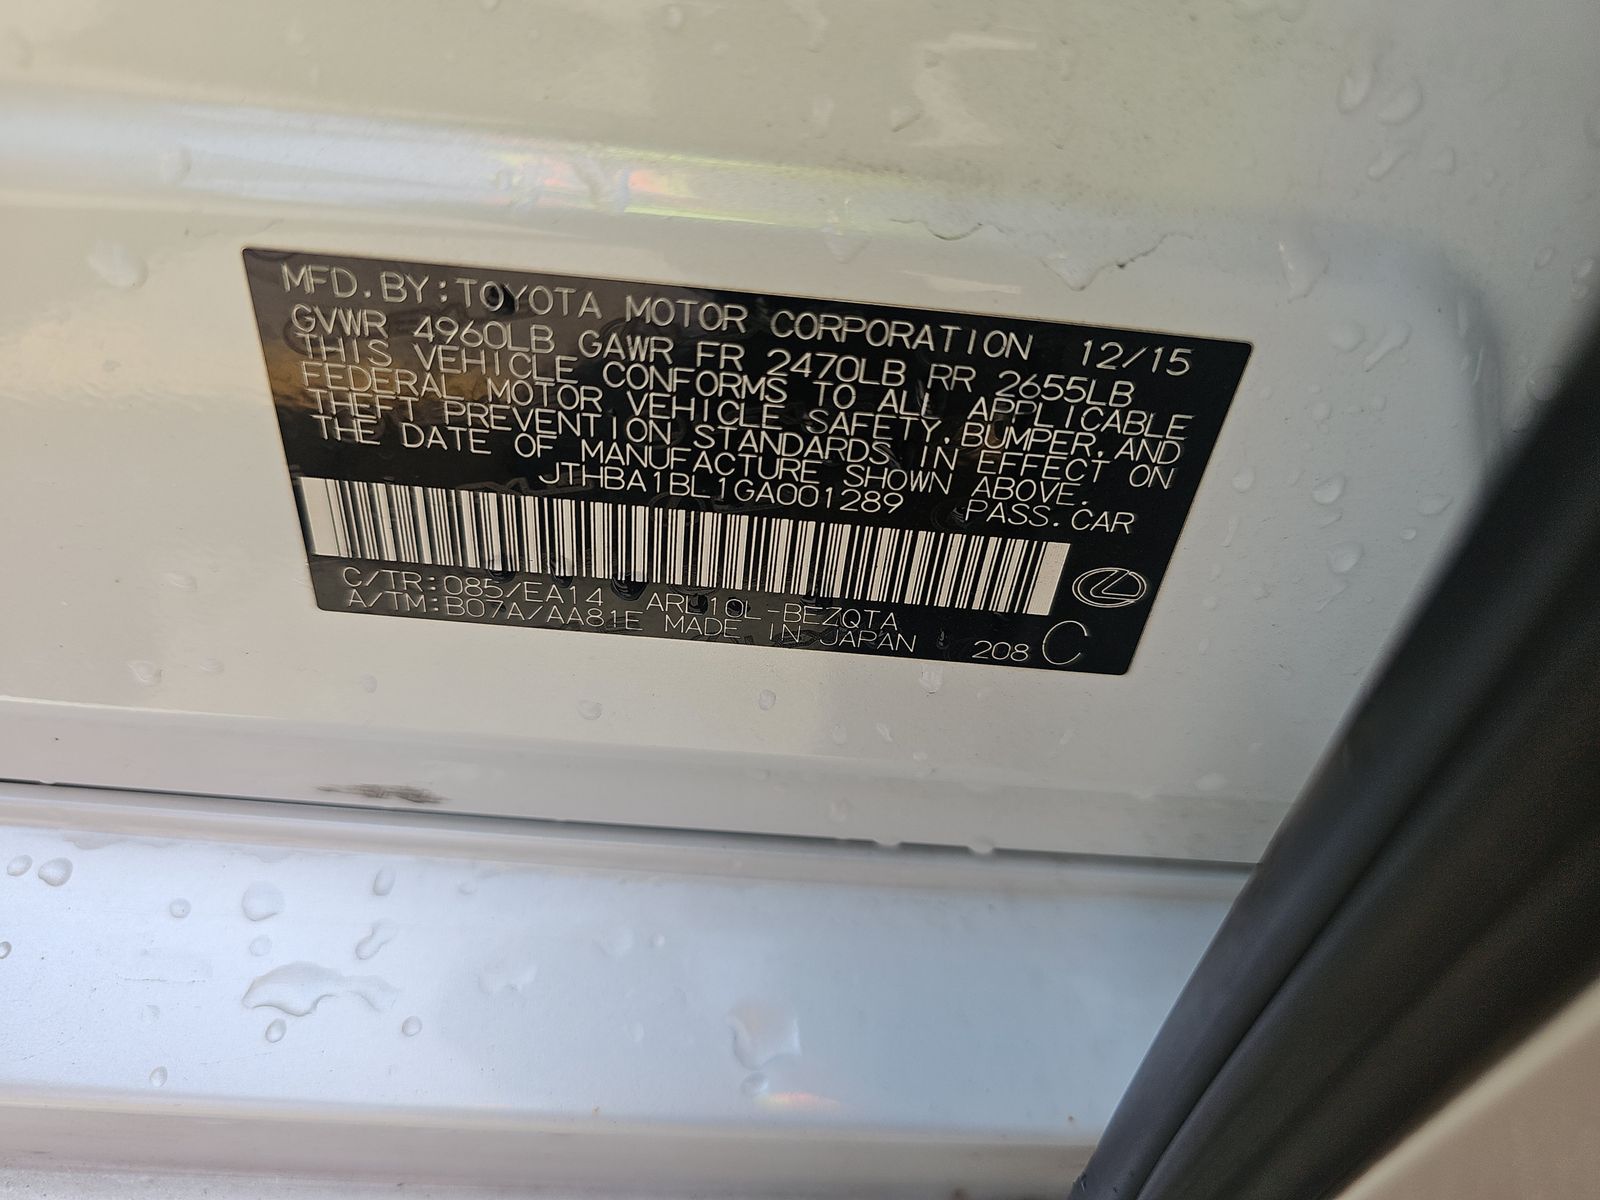 MFD.BY:TOYOTA MOTOR CORPORATION 12/15
GVWR 4960LB GAWR FR 2470LB RR 2655LB
THIS VEHICLE CONFORMS TO ALL APPLICABLE
FEDERAL MOTOR VEHICLE SAFETY,BUMPER,AND
THEFT PREVENTION STANDARDS IN EFFECT ON
THE DATE OF MANUFACTURE SHOWN ABOVE.
JTHBA1BL1GA001289 PASS.CAR
C/TR:085/EA14 ARL10L-BEZQTA
A/TM:B07A/AA81E MADE IN JAPAN 208 C